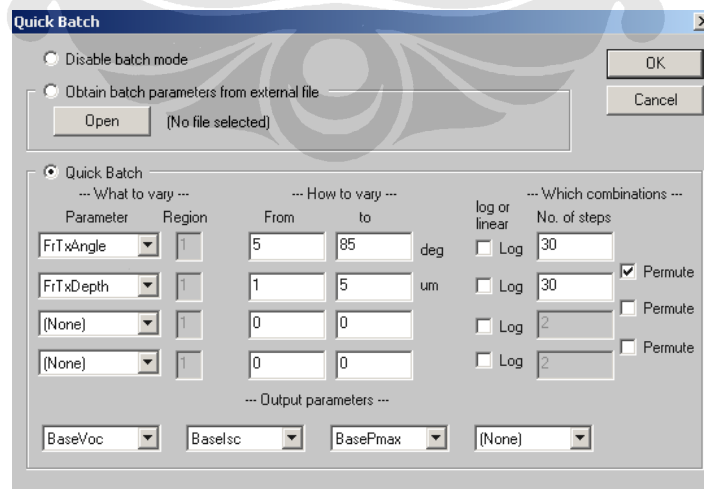 Quick Batch
Disable batch mode
OK
Obtain batch parameters from external file
Cancel
Open (No file selected)
Quick Batch
--- What to vary --- --- How to vary --- --- Which combinations ---
Parameter Region From to log or linear No. of steps
FrTxAngle 1 5 85 deg Log 30
Permute
FrTxDepth 1 1 5 um Log 30
Permute
(None) 1 0 0 Log 2
Permute
(None) 1 0 0 Log 2
--- Output parameters ---
BaseVoc BaseIsc BasePmax (None)